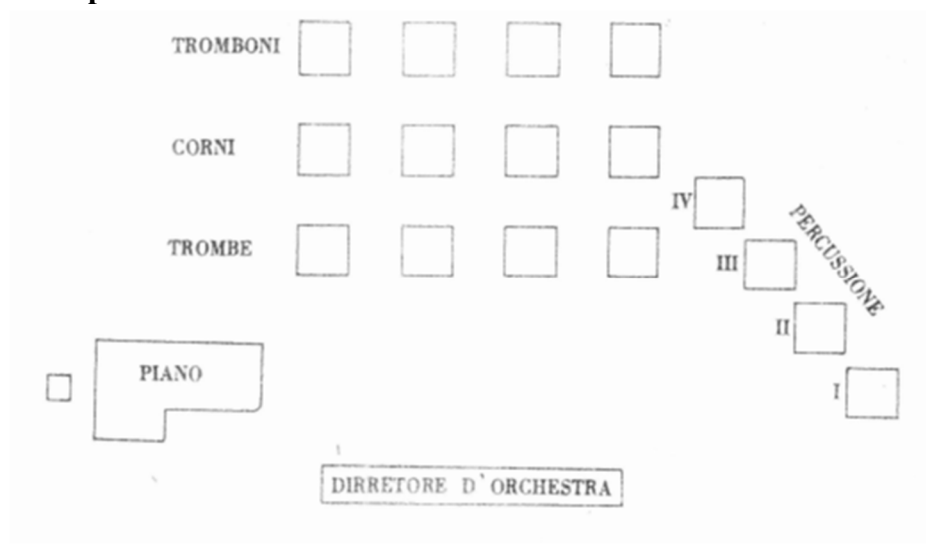 TROMBONI
CORNI
IV
PERCUSSIONE
TROMBE
III
II
PIANO
I
DIRRETORE D'ORCHESTRA